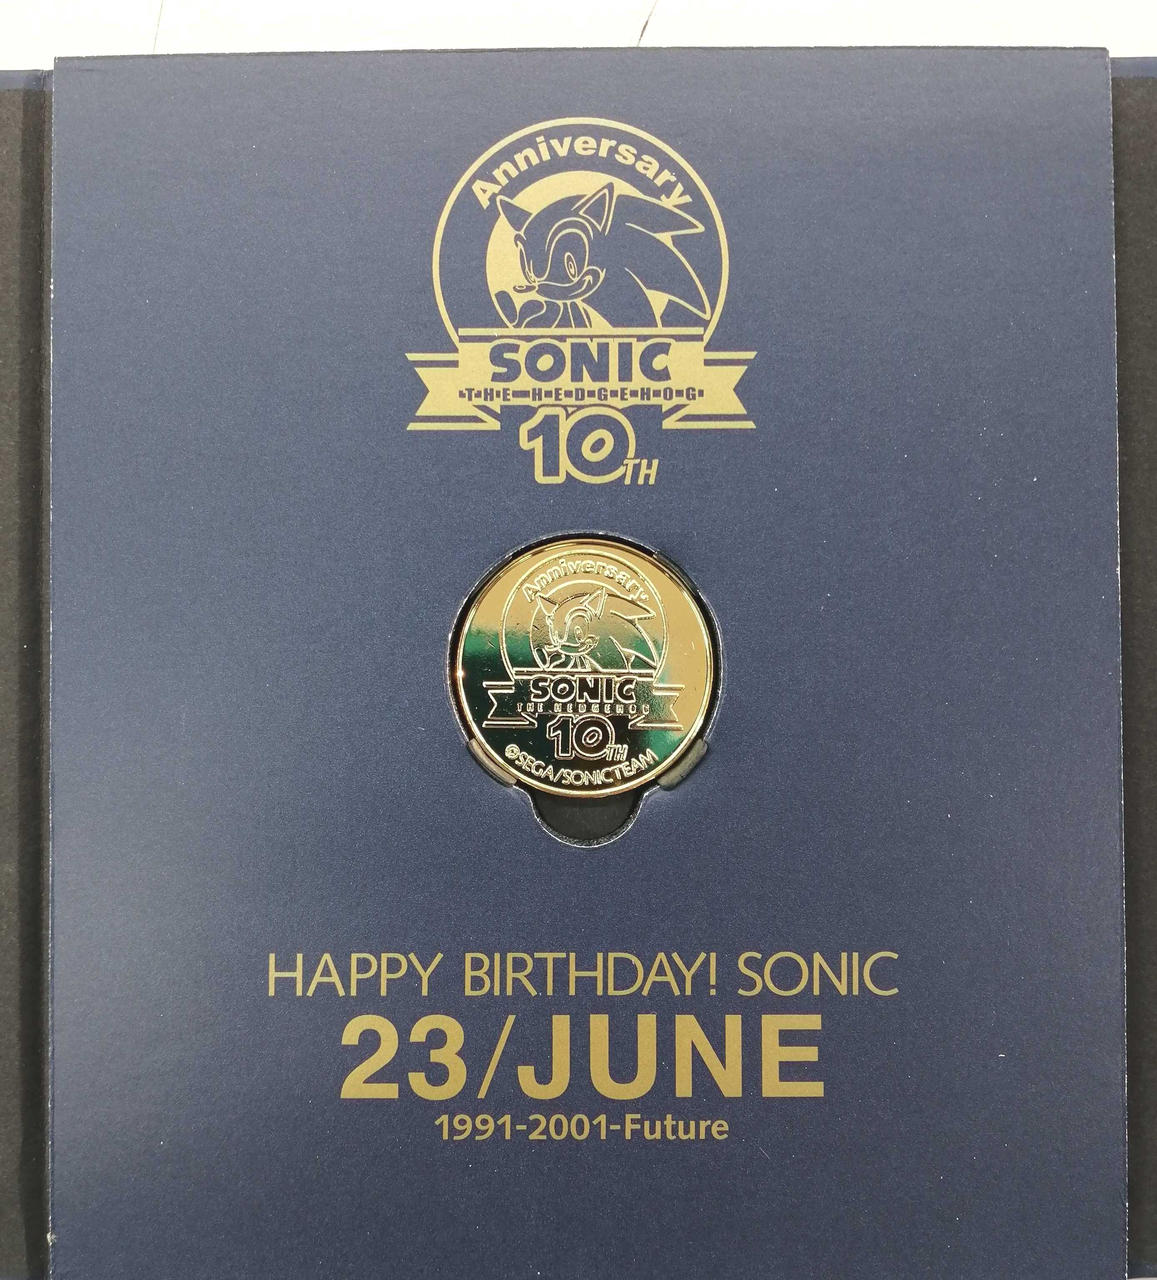 Anniversary
SONIC
THE HEDGEHOG
10TH
Anniversary
SONIC
THE HEDGEHOG
10TH
©SEGA/SONICTEAM
HAPPY BIRTHDAY! SONIC
23/JUNE
1991-2001-Future